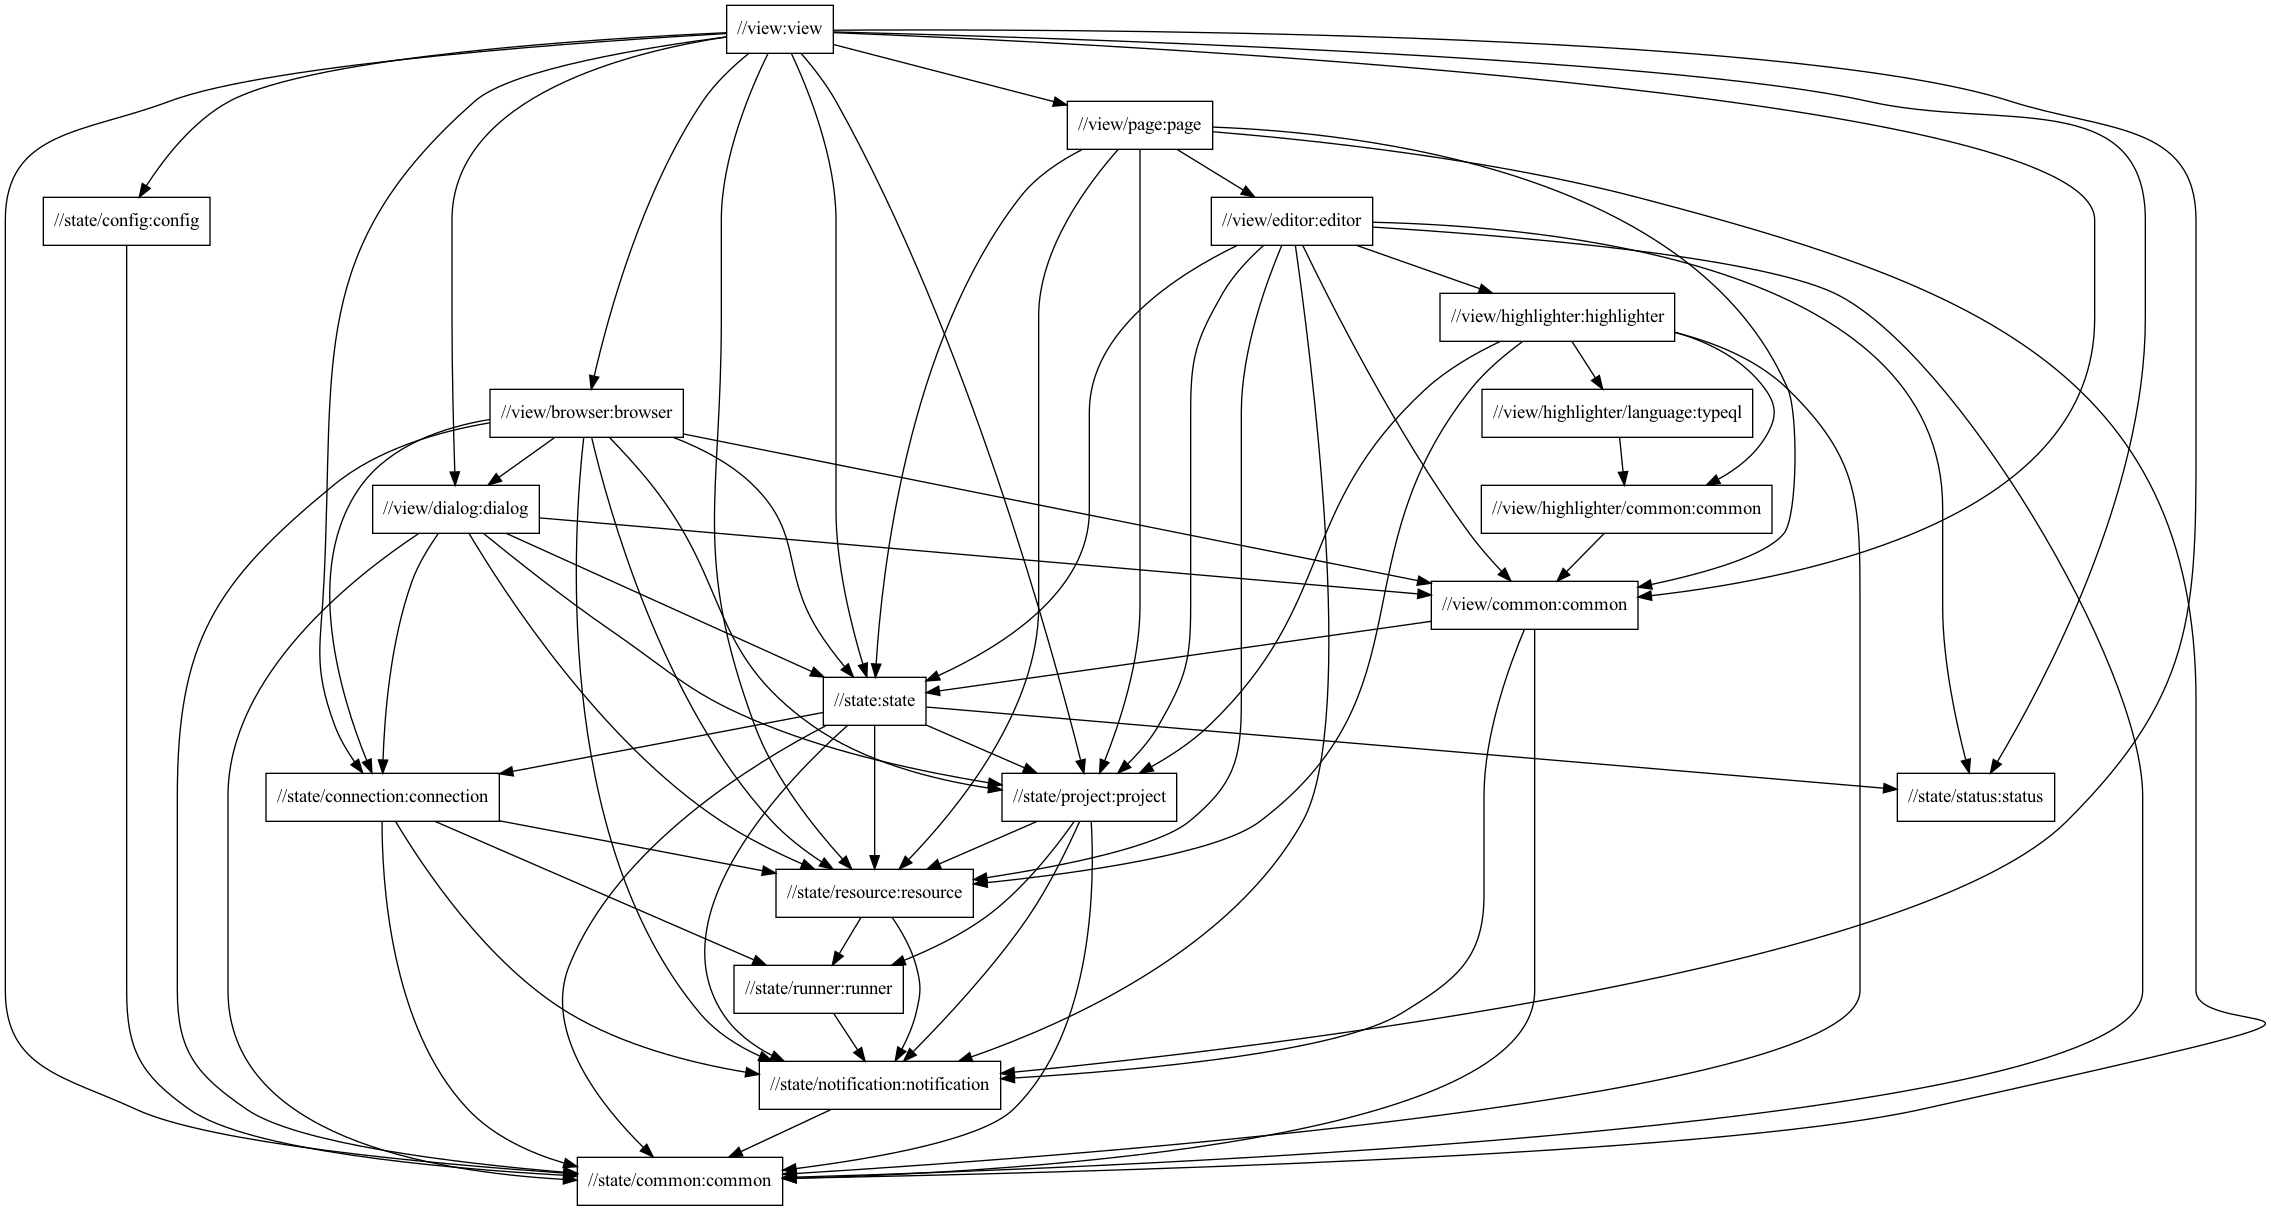 //view:view
//view/page:page
//state/config:config
//view/editor:editor
//view/highlighter:highlighter
//view/browser:browser
//view/highlighter/language:typeql
//view/dialog:dialog
//view/highlighter/common:common
//view/common:common
//state:state
//state/connection:connection
//state/project:project
//state/status:status
//state/resource:resource
//state/runner:runner
//state/notification:notification
//state/common:common